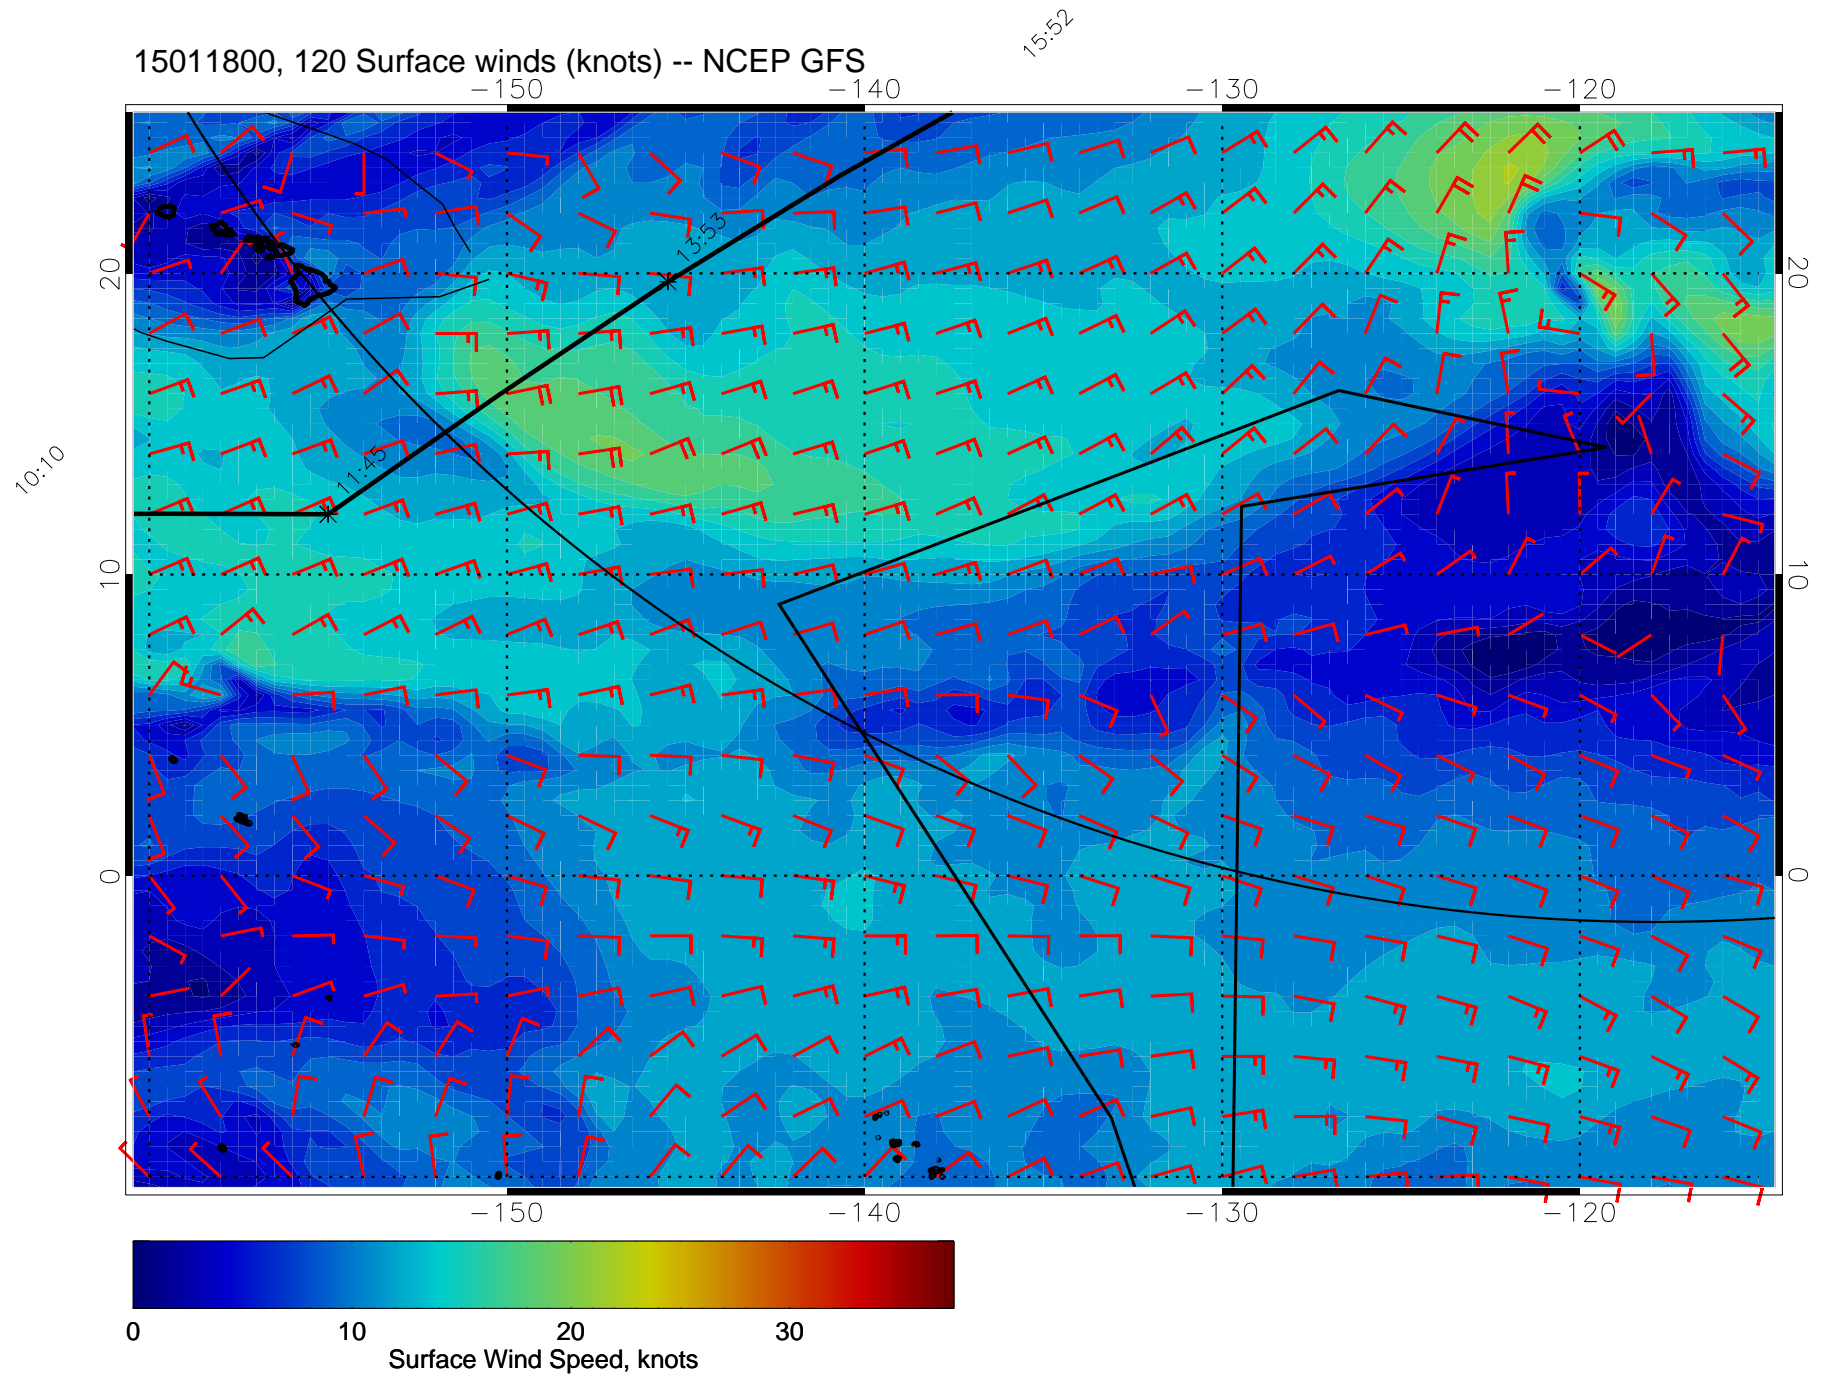 15:52
15011800, 120 Surface winds (knots) -- NCEP GFS
-150 -140 -130 -120
20 20
13:53
10:10
11:45
10 10
0 0
-150 -140 -130 -120
0 10 20 30
Surface Wind Speed, knots